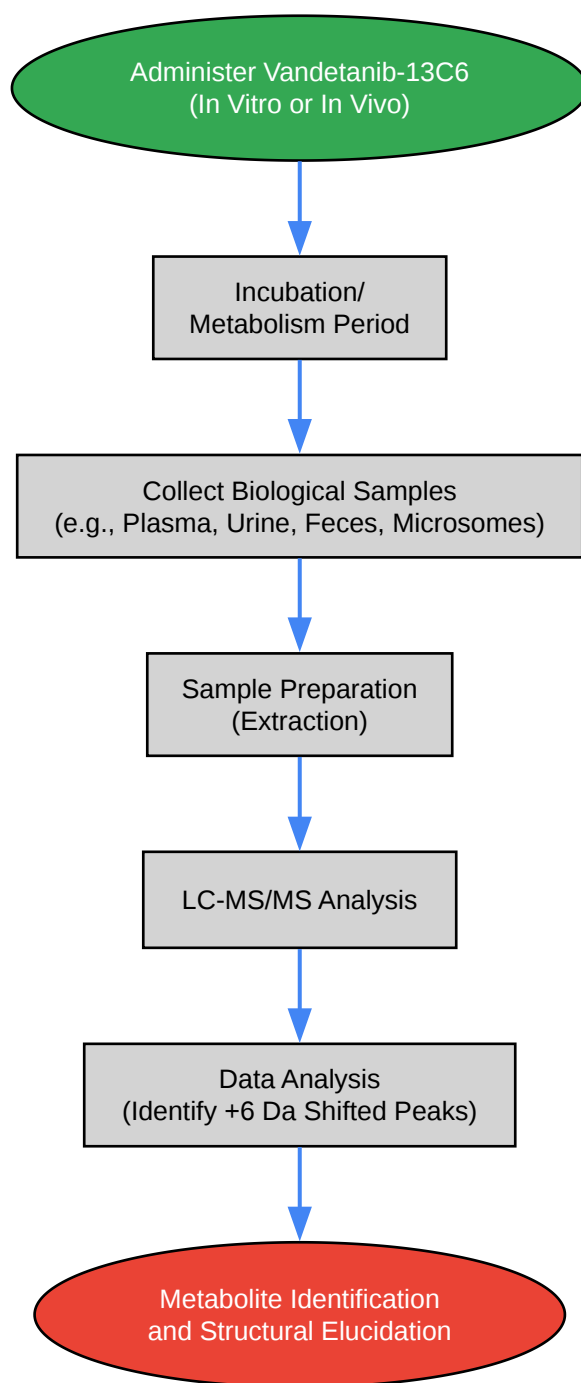 Administer Vandetanib-13C6
(In Vitro or In Vivo)
Incubation/
Metabolism Period
Collect Biological Samples
(e.g., Plasma, Urine, Feces, Microsomes)
Sample Preparation
(Extraction)
LC-MS/MS Analysis
Data Analysis
(Identify +6 Da Shifted Peaks)
Metabolite Identification
and Structural Elucidation